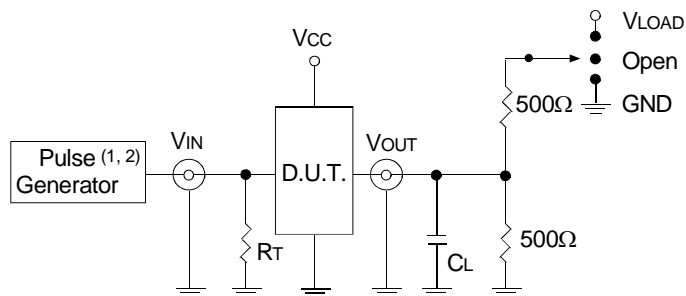 VLOAD
VCC
Open
500Ω
GND
VIN
VOUT
Pulse (1, 2)
Generator
D.U.T.
RT
CL
500Ω